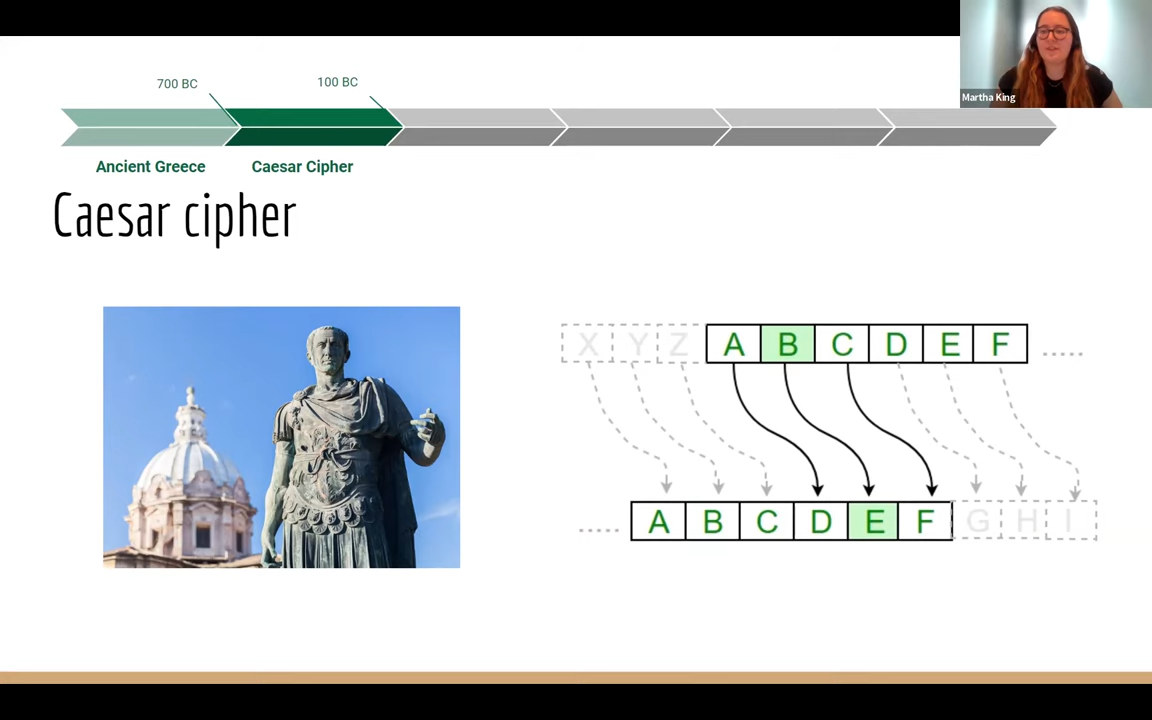 700 BC
100 BC
Martha King
Ancient Greece
Caesar Cipher
Caesar cipher
X Y Z A B C D E F .....
..... A B C D E F G H I